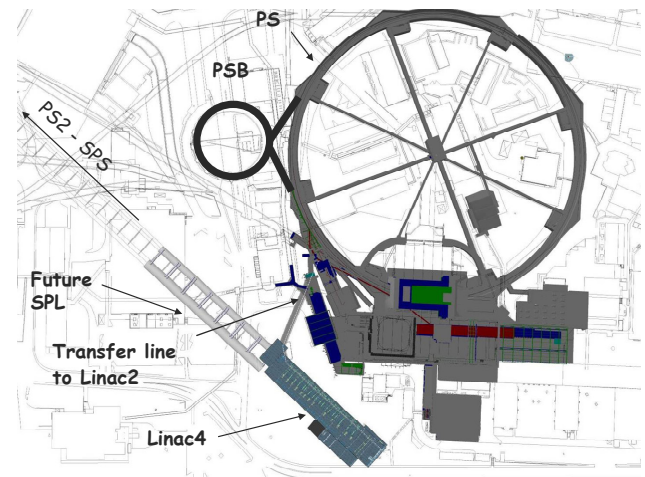 PS
PSB
PS2 - SPS
Future
SPL
Transfer line
to Linac2
Linac4